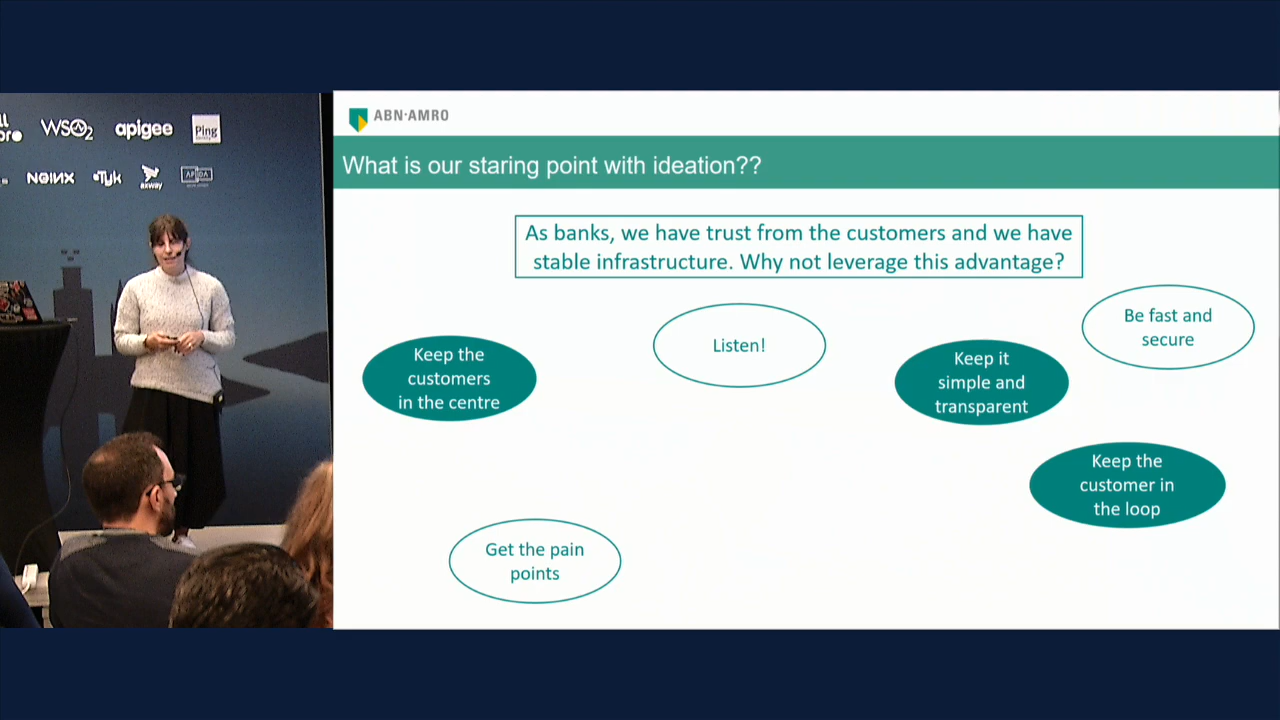 WSO2
apigee
Ping
NGINX
Tyk
axway
ABN·AMRO
What is our staring point with ideation??
As banks, we have trust from the customers and we have
stable infrastructure. Why not leverage this advantage?
Be fast and
secure
Listen!
Keep the
customers
in the centre
Keep it
simple and
transparent
Keep the
customer in
the loop
Get the pain
points